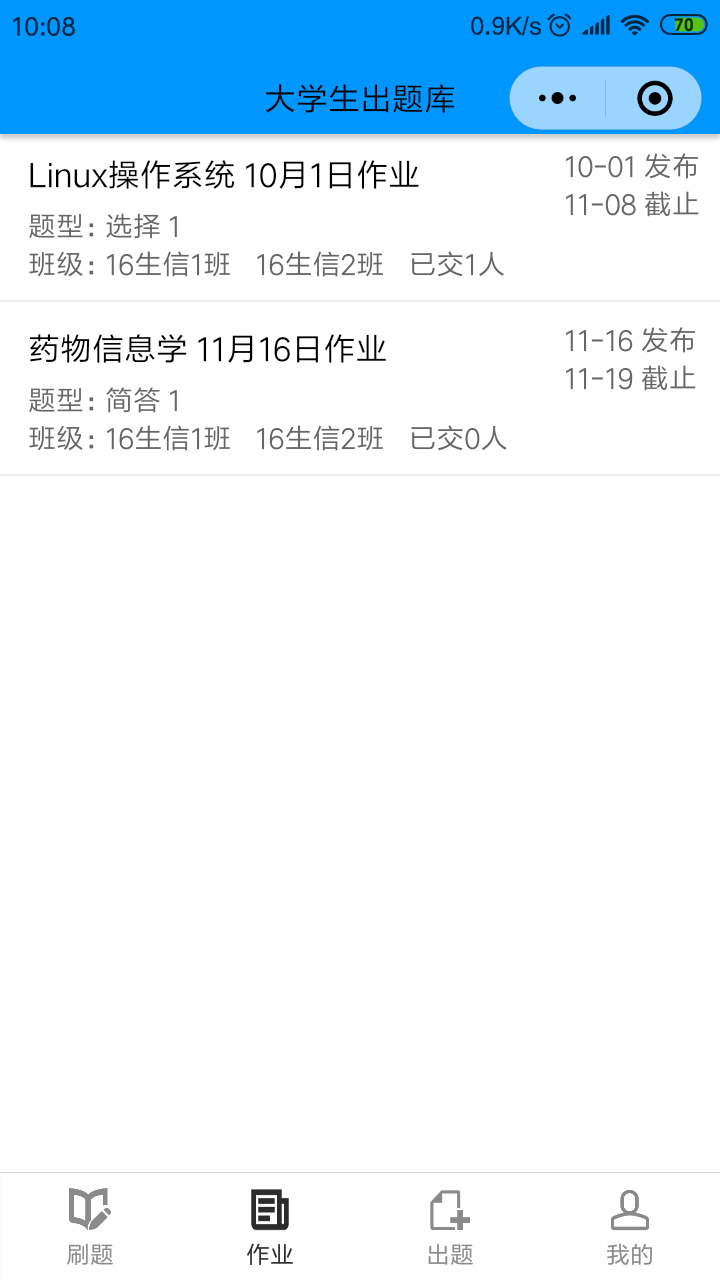 10:08 0.9K/s 70
大学生出题库
Linux操作系统 10月1日作业
10-01 发布
11-08 截止
题型: 选择 1
班级: 16生信1班 16生信2班 已交1人
药物信息学 11月16日作业
11-16 发布
11-19 截止
题型: 简答 1
班级: 16生信1班 16生信2班 已交0人
刷题 作业 出题 我的